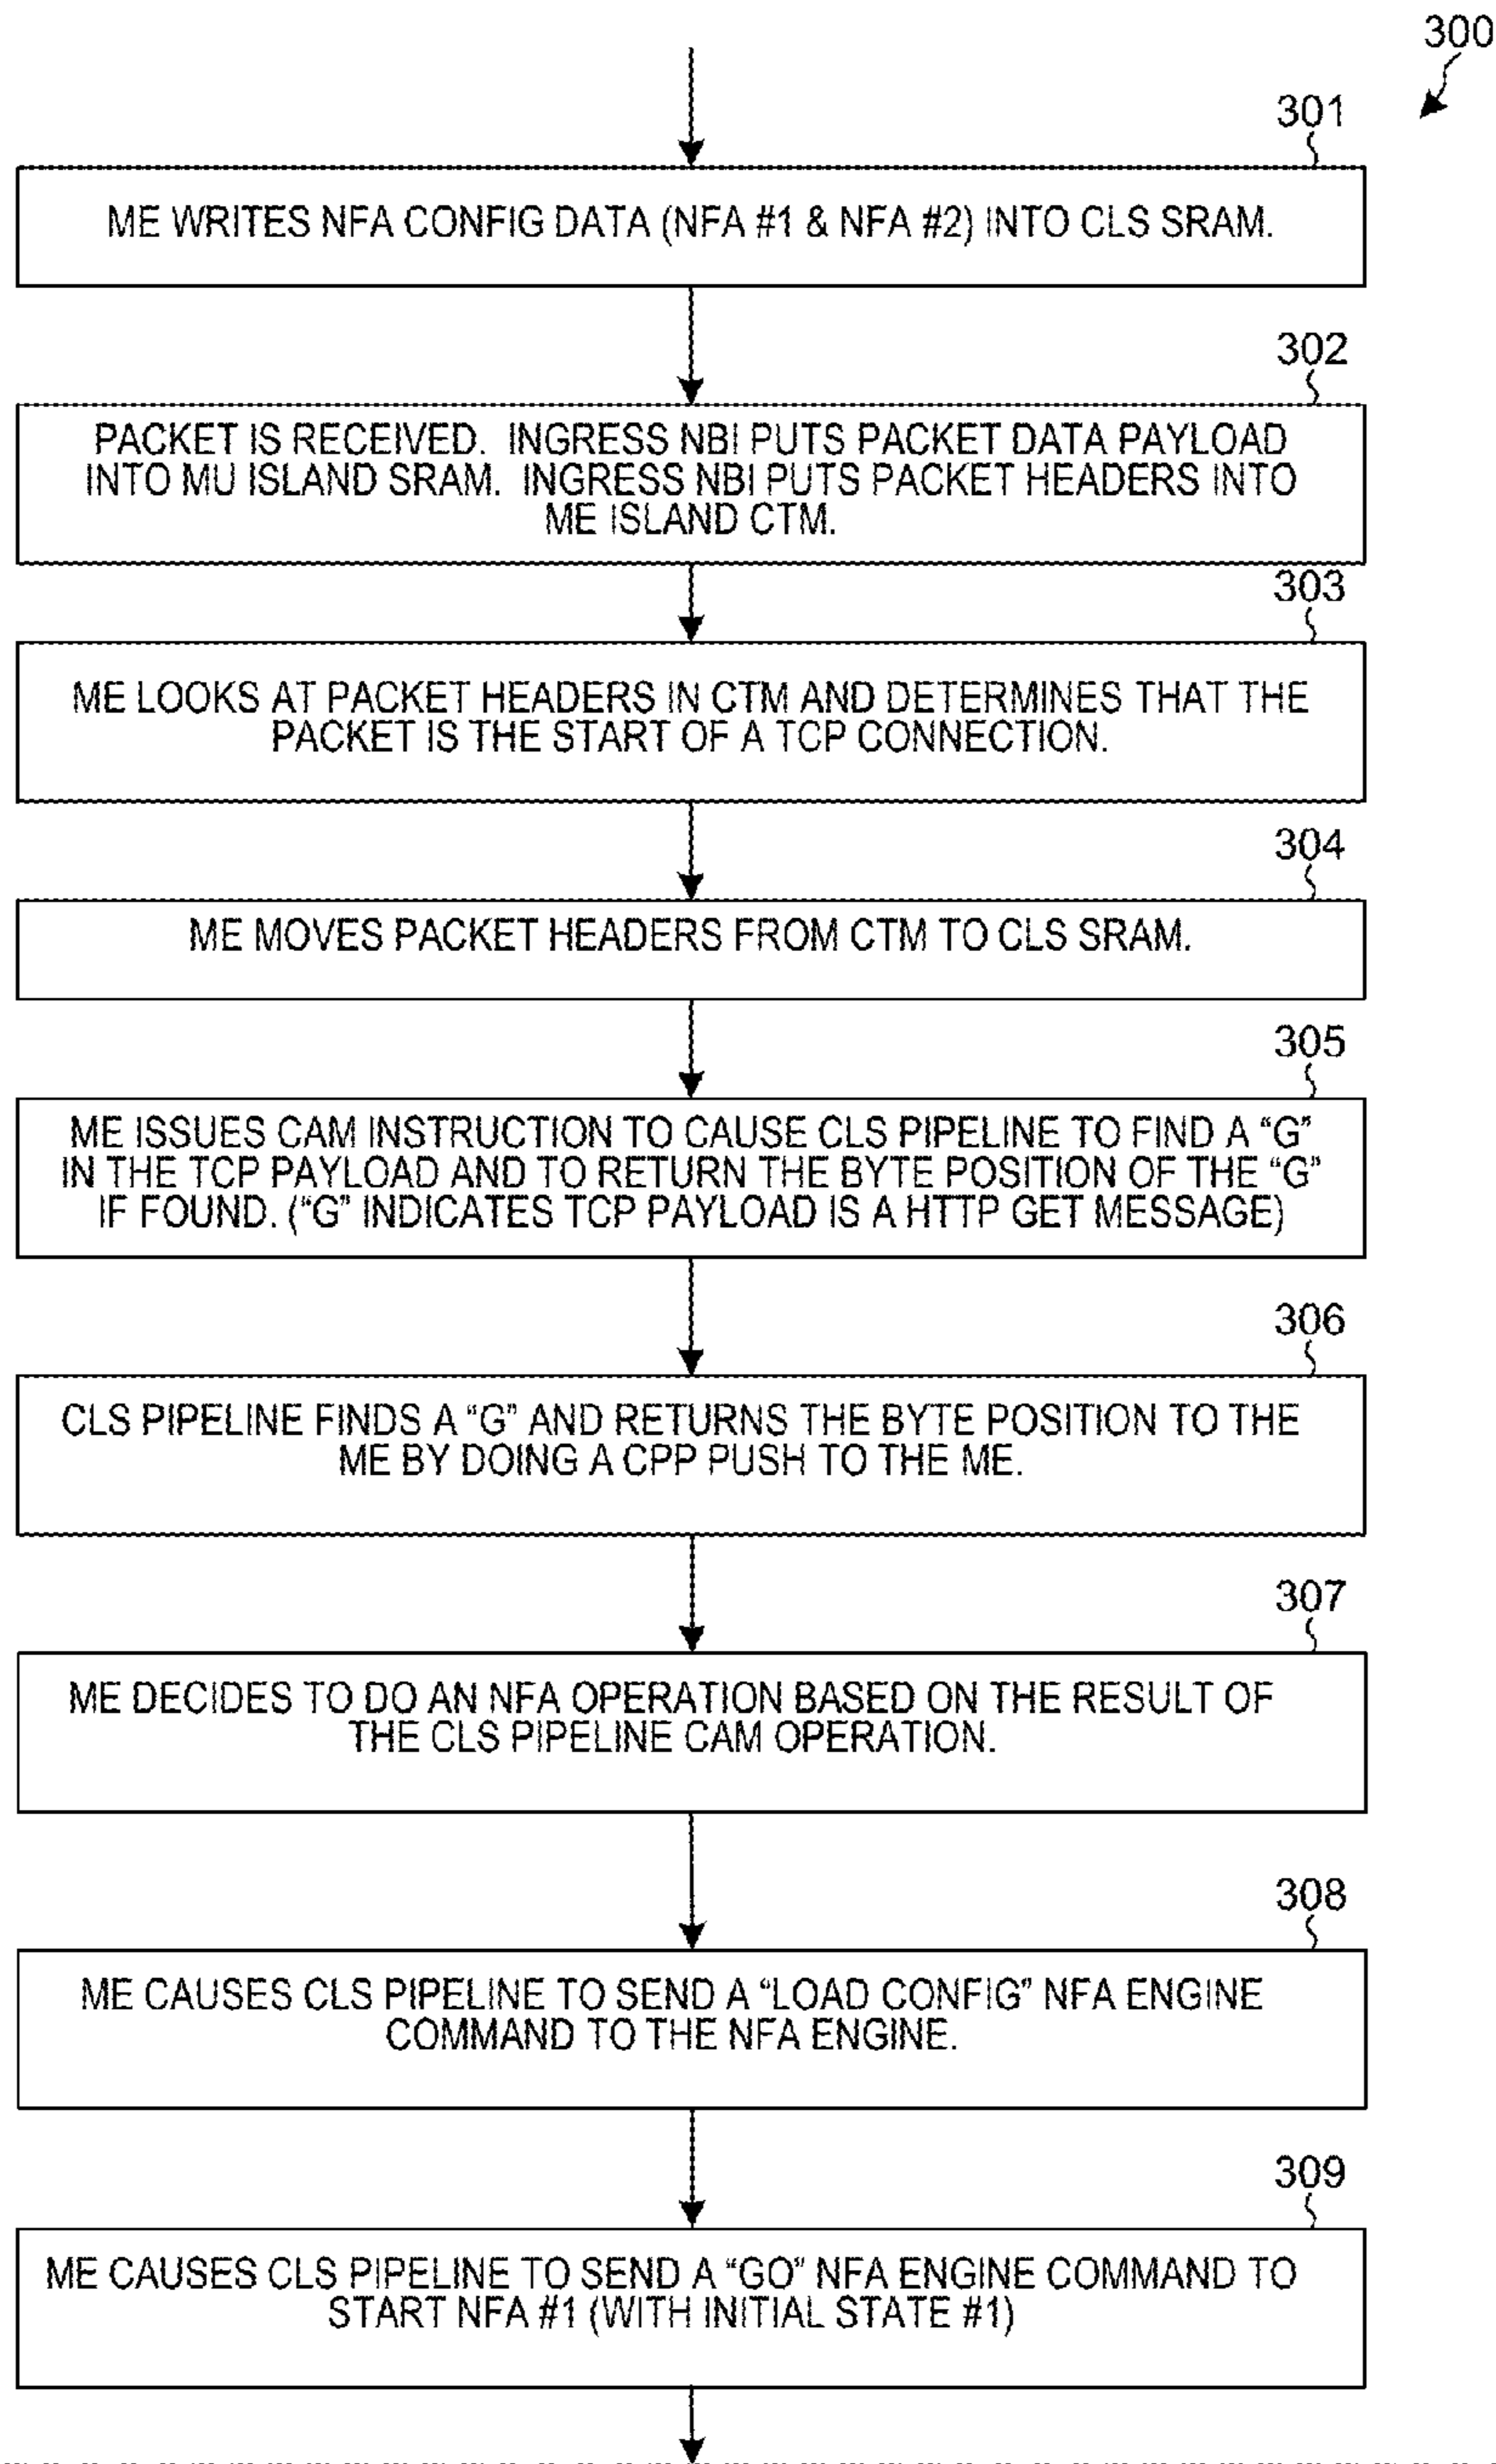 300
301
ME WRITES NFA CONFIG DATA (NFA #1 & NFA #2) INTO CLS SRAM.
302
PACKET IS RECEIVED. INGRESS NBI PUTS PACKET DATA PAYLOAD
INTO MU ISLAND SRAM. INGRESS NBI PUTS PACKET HEADERS INTO
ME ISLAND CTM.
303
ME LOOKS AT PACKET HEADERS IN CTM AND DETERMINES THAT THE
PACKET IS THE START OF A TCP CONNECTION.
304
ME MOVES PACKET HEADERS FROM CTM TO CLS SRAM.
305
ME ISSUES CAM INSTRUCTION TO CAUSE CLS PIPELINE TO FIND A “G”
IN THE TCP PAYLOAD AND TO RETURN THE BYTE POSITION OF THE “G”
IF FOUND. (“G” INDICATES TCP PAYLOAD IS A HTTP GET MESSAGE)
306
CLS PIPELINE FINDS A “G” AND RETURNS THE BYTE POSITION TO THE
ME BY DOING A CPP PUSH TO THE ME.
307
ME DECIDES TO DO AN NFA OPERATION BASED ON THE RESULT OF
THE CLS PIPELINE CAM OPERATION.
308
ME CAUSES CLS PIPELINE TO SEND A “LOAD CONFIG” NFA ENGINE
COMMAND TO THE NFA ENGINE.
309
ME CAUSES CLS PIPELINE TO SEND A “GO” NFA ENGINE COMMAND TO
START NFA #1 (WITH INITIAL STATE #1)